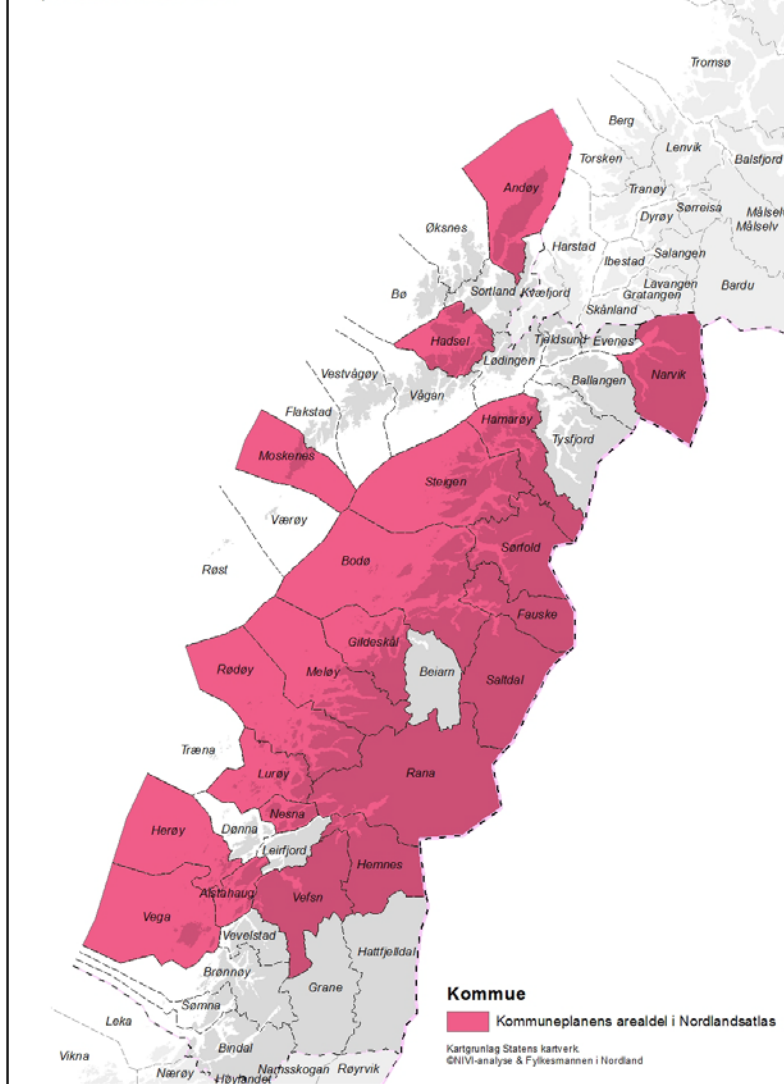 Tromsø
Berg
Lenvik
Torsken
Balsfjord
Andøy
Tranøy
Sørreisa
Målselv
Dyrøy
Målselv
Øksnes
Harstad
Salangen
Ibestad
Bardu
Lavangen
Bø
Sortland
Kvæfjord
Gratangen
Skånland
Hadsel
Tjeldsund
Evenes
Lødingen
Vestvågøy
Ballangen
Narvik
Vågan
Flakstad
Hamarøy
Tysfjord
Moskenes
Steigen
Værøy
Sørfold
Bodø
Røst
Fauske
Gildeskål
Rødøy
Meløy
Beiarn
Saltdal
Træna
Lurøy
Rana
Nesna
Herøy
Dønna
Leirfjord
Hemnes
Alstahaug
Vefsn
Vega
Vevelstad
Hattfjelldal
Brønnøy
Grane
Sømna
Leka
Bindal
Vikna
Nærøy
Namsskogan
Røyrvik
Høylandet
Kommue
Kommuneplanens arealdel i Nordlandsatlas
Kartgrunlag Statens kartverk.
©NIVI-analyse & Fylkesmannen i Nordland